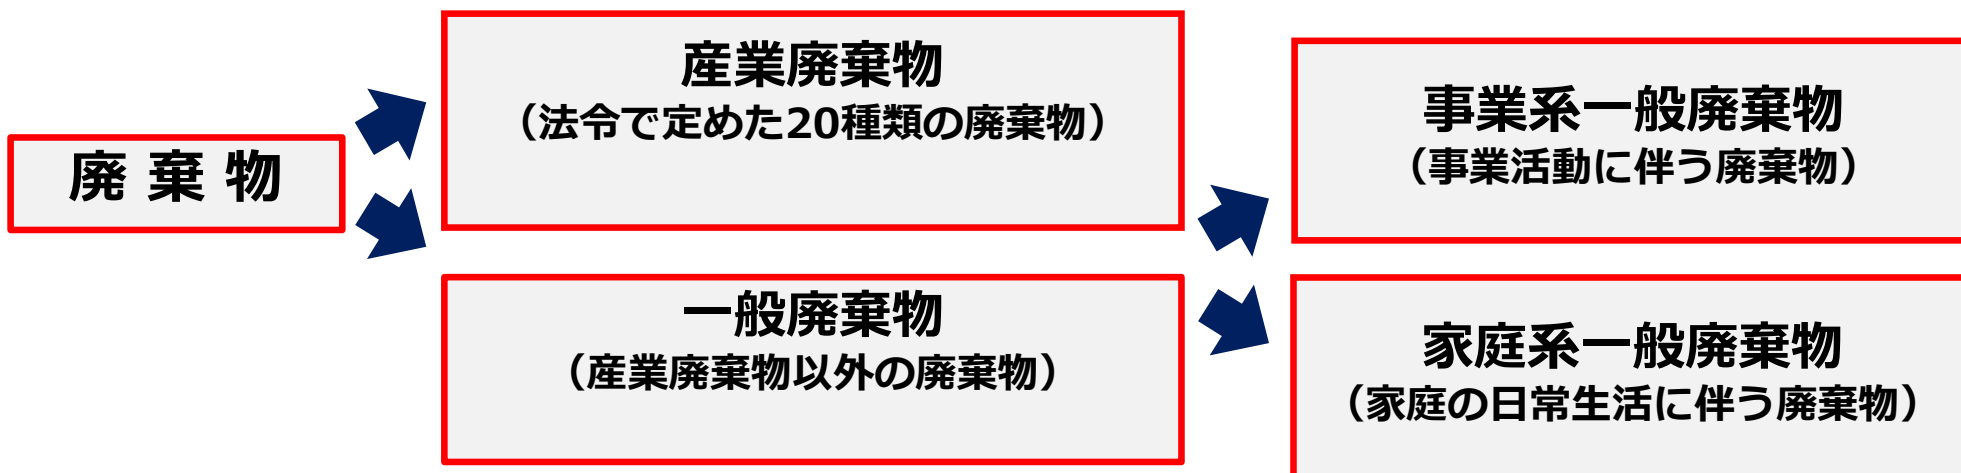 廃 棄 物
産業廃棄物
（法令で定めた20種類の廃棄物）
一般廃棄物
（産業廃棄物以外の廃棄物）
事業系一般廃棄物
（事業活動に伴う廃棄物）
家庭系一般廃棄物
（家庭の日常生活に伴う廃棄物）